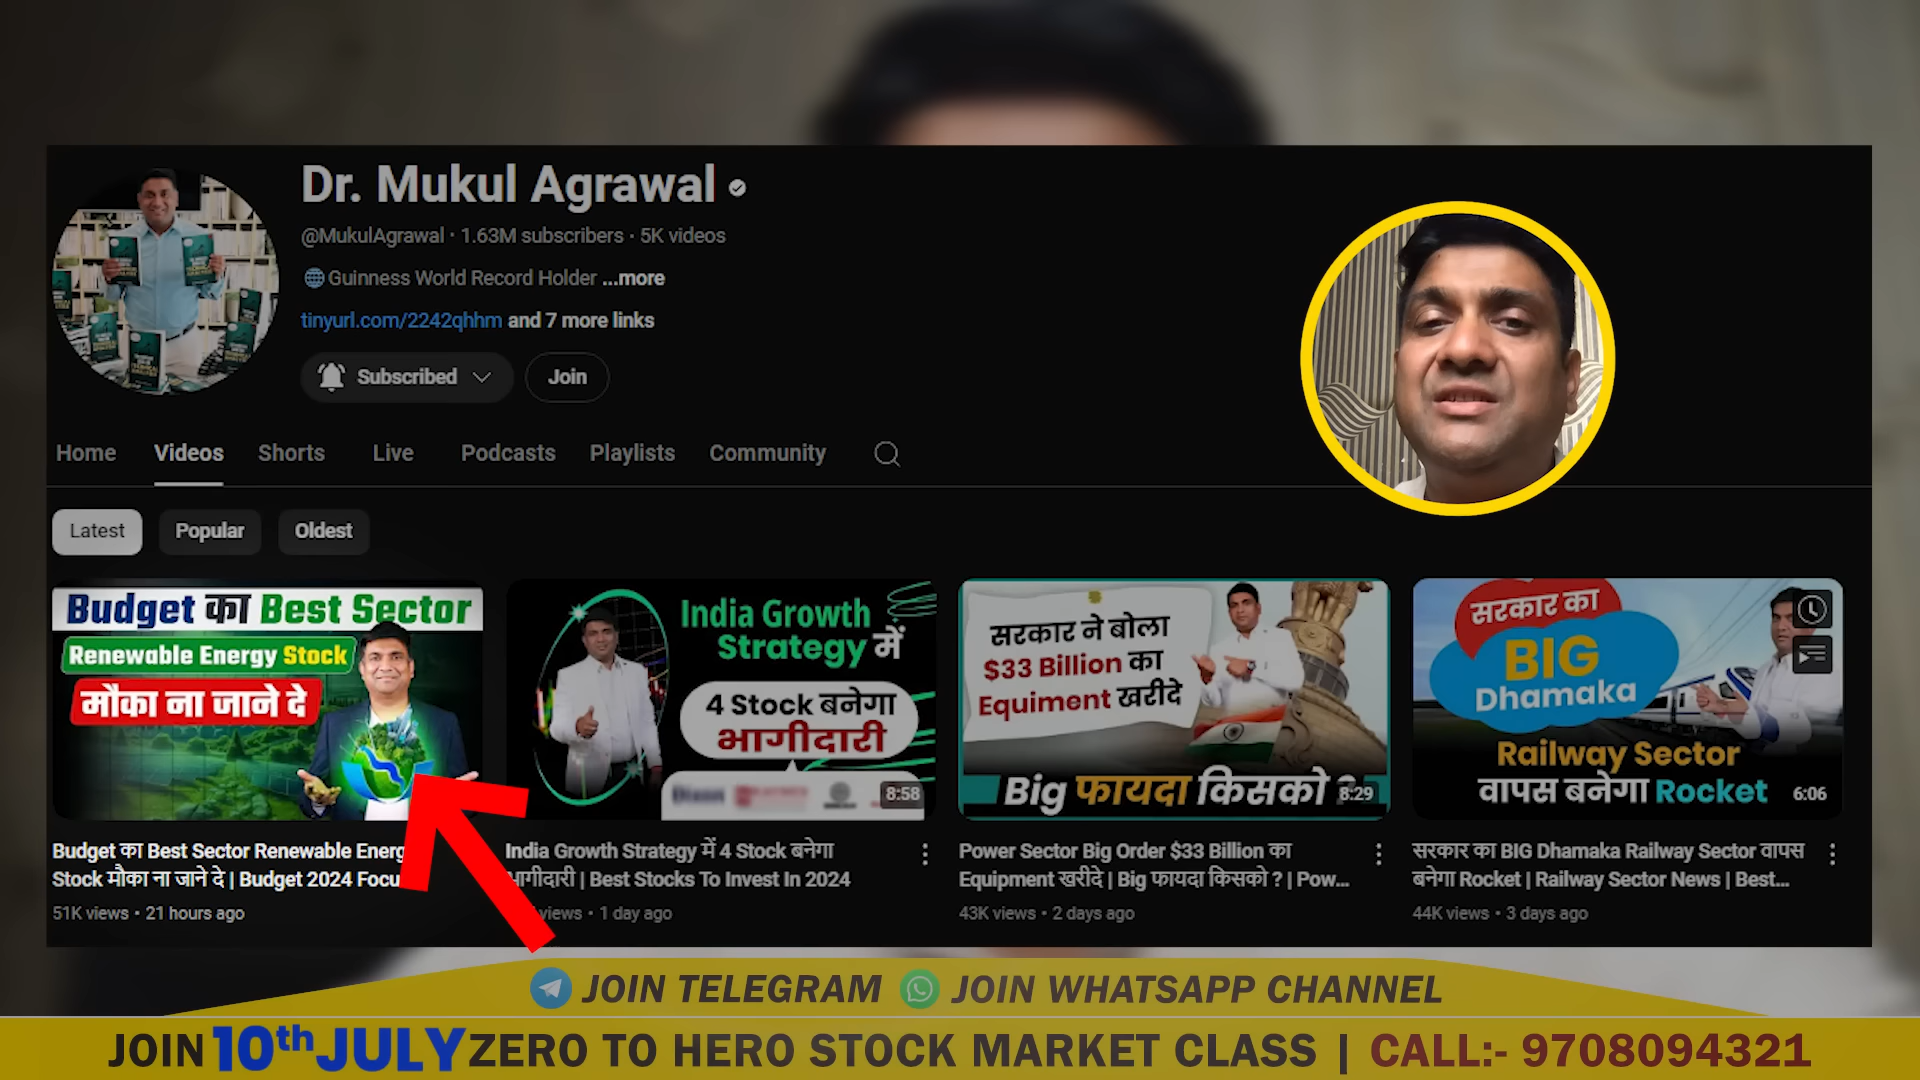 Dr. Mukul Agrawal
@MukulAgrawal · 1.63M subscribers · 5K videos
Guinness World Record Holder ...more
tinyurl.com/2242qhhm and 7 more links
Subscribed
Join
Home Videos Shorts Live Podcasts Playlists Community
Latest Popular Oldest
Budget का Best Sector
Renewable Energy Stock
मौका ना जाने दे
India Growth
Strategy में
4 Stock बनेगा
भागीदारी
8:58
सरकार ने बोला
$33 Billion का
Equiment खरीदे
Big फायदा किसको ?
8:29
सरकार का
BIG
Dhamaka
Railway Sector
वापस बनेगा Rocket
6:06
Budget का Best Sector Renewable Energ
Stock मौका ना जाने दे | Budget 2024 Focu
51K views · 21 hours ago
India Growth Strategy में 4 Stock बनेगा
भागीदारी | Best Stocks To Invest In 2024
views · 1 day ago
Power Sector Big Order $33 Billion का
Equipment खरीदे | Big फायदा किसको ? | Pow...
43K views · 2 days ago
सरकार का BIG Dhamaka Railway Sector वापस
बनेगा Rocket | Railway Sector News | Best...
44K views · 3 days ago
JOIN TELEGRAM JOIN WHATSAPP CHANNEL
JOIN 10th JULY ZERO TO HERO STOCK MARKET CLASS | CALL:- 9708094321